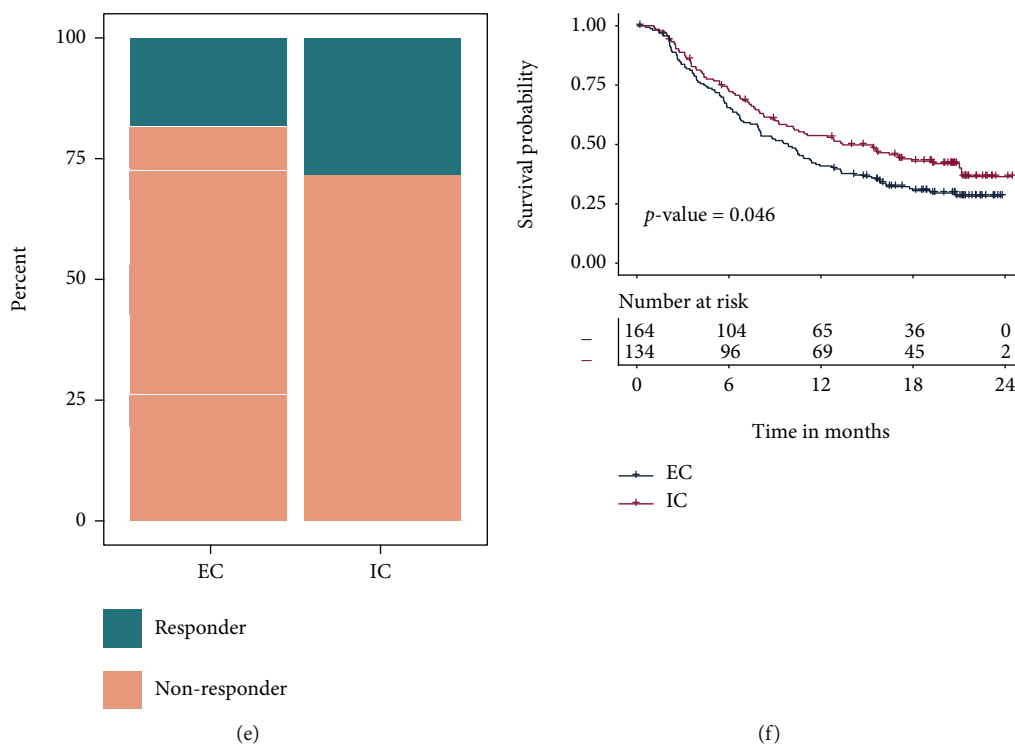 100
75
50
25
0
Percent
EC IC
Responder
Non-responder
(e)
1.00
0.75
0.50
0.25
0.00
Survival probability
p-value = 0.046
Number at risk
– 164 104 65 36 0
– 134 96 69 45 2
0 6 12 18 24
Time in months
EC
IC
(f)